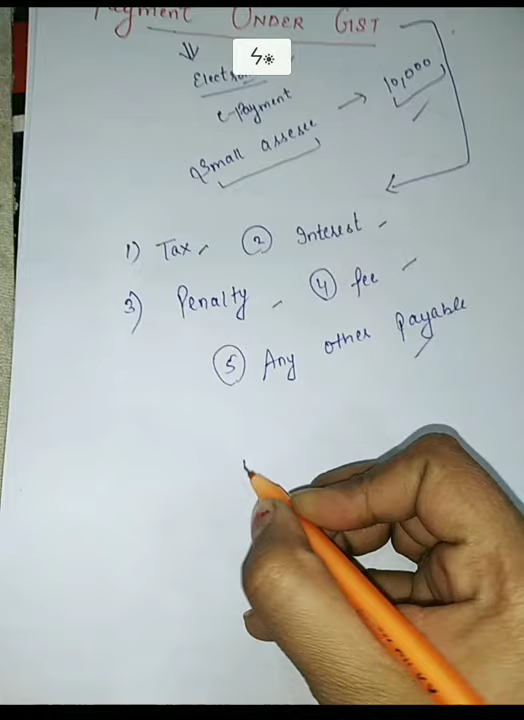 Payment Under GST
e-Payment
Small assesee → 10,000
1) Tax 2 Interest
3) Penalty 4 fee
5 Any other Payable